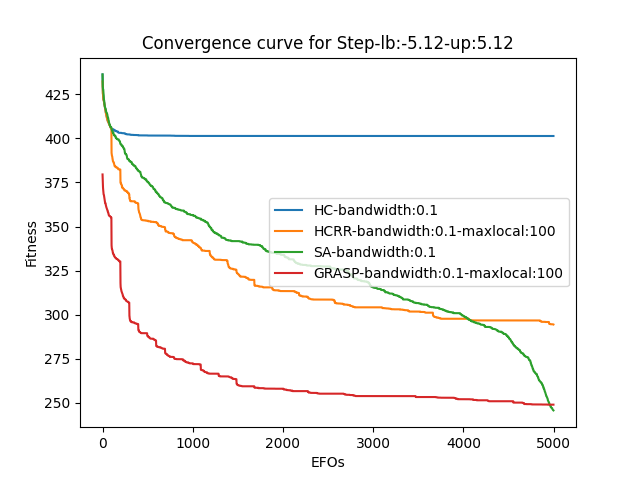 Convergence curve for Step-lb:-5.12-up:5.12
Fitness
425
400
375
350
325
300
275
250
HC-bandwidth:0.1
HCRR-bandwidth:0.1-maxlocal:100
SA-bandwidth:0.1
GRASP-bandwidth:0.1-maxlocal:100
0 1000 2000 3000 4000 5000
EFOs